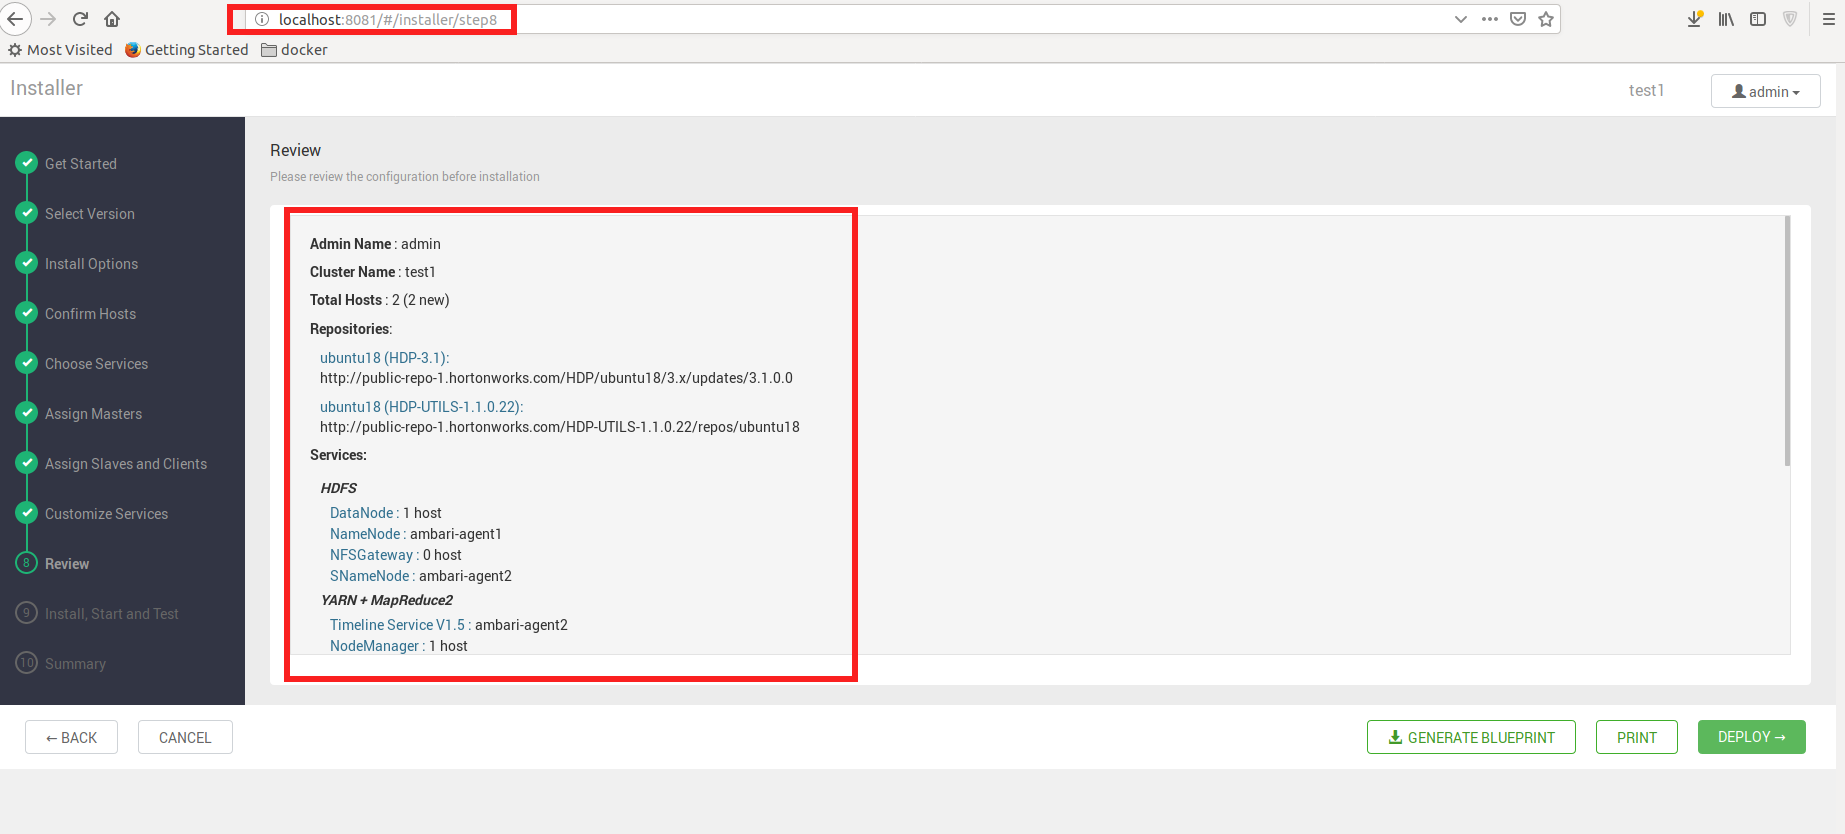 localhost:8081/#/installer/step8
Most Visited Getting Started docker
Installer
test1 admin
Get Started
Select Version
Install Options
Confirm Hosts
Choose Services
Assign Masters
Assign Slaves and Clients
Customize Services
8 Review
9 Install, Start and Test
10 Summary
Review
Please review the configuration before installation
Admin Name : admin
Cluster Name : test1
Total Hosts : 2 (2 new)
Repositories:
ubuntu18 (HDP-3.1):
http://public-repo-1.hortonworks.com/HDP/ubuntu18/3.x/updates/3.1.0.0
ubuntu18 (HDP-UTILS-1.1.0.22):
http://public-repo-1.hortonworks.com/HDP-UTILS-1.1.0.22/repos/ubuntu18
Services:
HDFS
DataNode : 1 host
NameNode : ambari-agent1
NFSGateway : 0 host
SNameNode : ambari-agent2
YARN + MapReduce2
Timeline Service V1.5 : ambari-agent2
NodeManager : 1 host
← BACK CANCEL GENERATE BLUEPRINT PRINT DEPLOY →